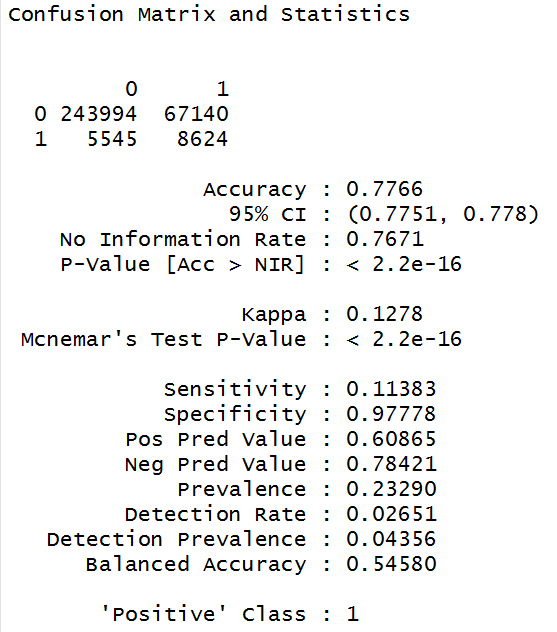 Confusion Matrix and Statistics
0 1
0 243994 67140
1 5545 8624
Accuracy : 0.7766
95% CI : (0.7751, 0.778)
No Information Rate : 0.7671
P-Value [Acc > NIR] : < 2.2e-16
Kappa : 0.1278
Mcnemar's Test P-Value : < 2.2e-16
Sensitivity : 0.11383
Specificity : 0.97778
Pos Pred Value : 0.60865
Neg Pred Value : 0.78421
Prevalence : 0.23290
Detection Rate : 0.02651
Detection Prevalence : 0.04356
Balanced Accuracy : 0.54580
'Positive' Class : 1